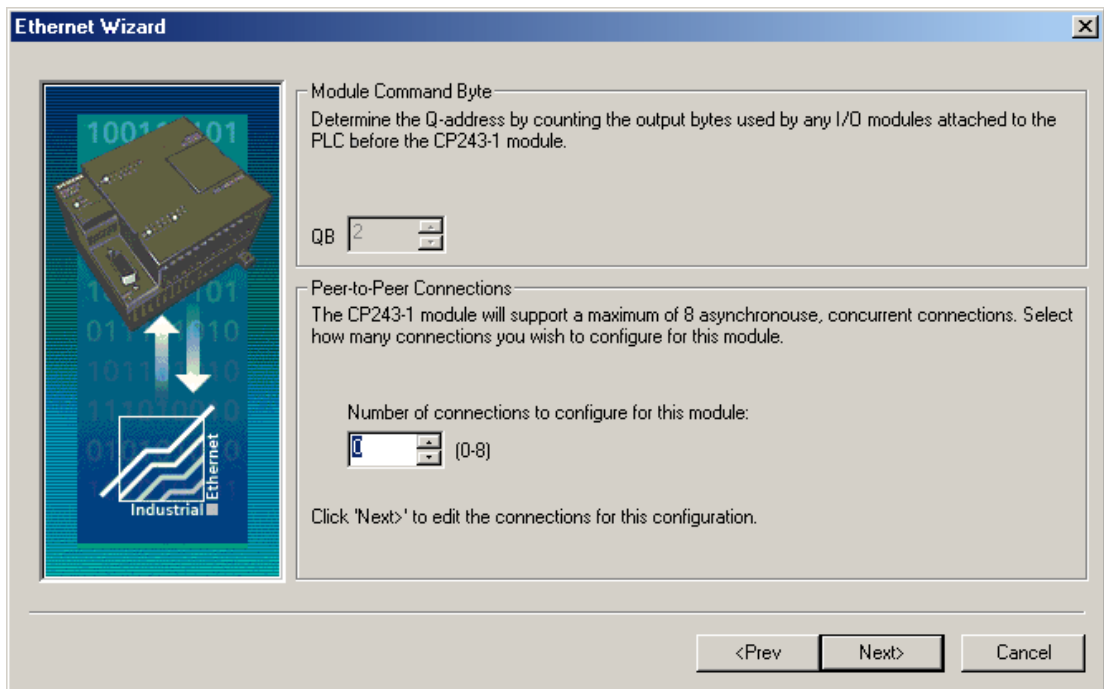 Ethernet Wizard
Module Command Byte
Determine the Q-address by counting the output bytes used by any I/O modules attached to the
PLC before the CP243-1 module.
QB 2
Peer-to-Peer Connections
The CP243-1 module will support a maximum of 8 asynchronouse, concurrent connections. Select
how many connections you wish to configure for this module.
Number of connections to configure for this module:
0 (0-8)
Click 'Next>' to edit the connections for this configuration.
Industrial
Ethernet
<Prev
Next>
Cancel